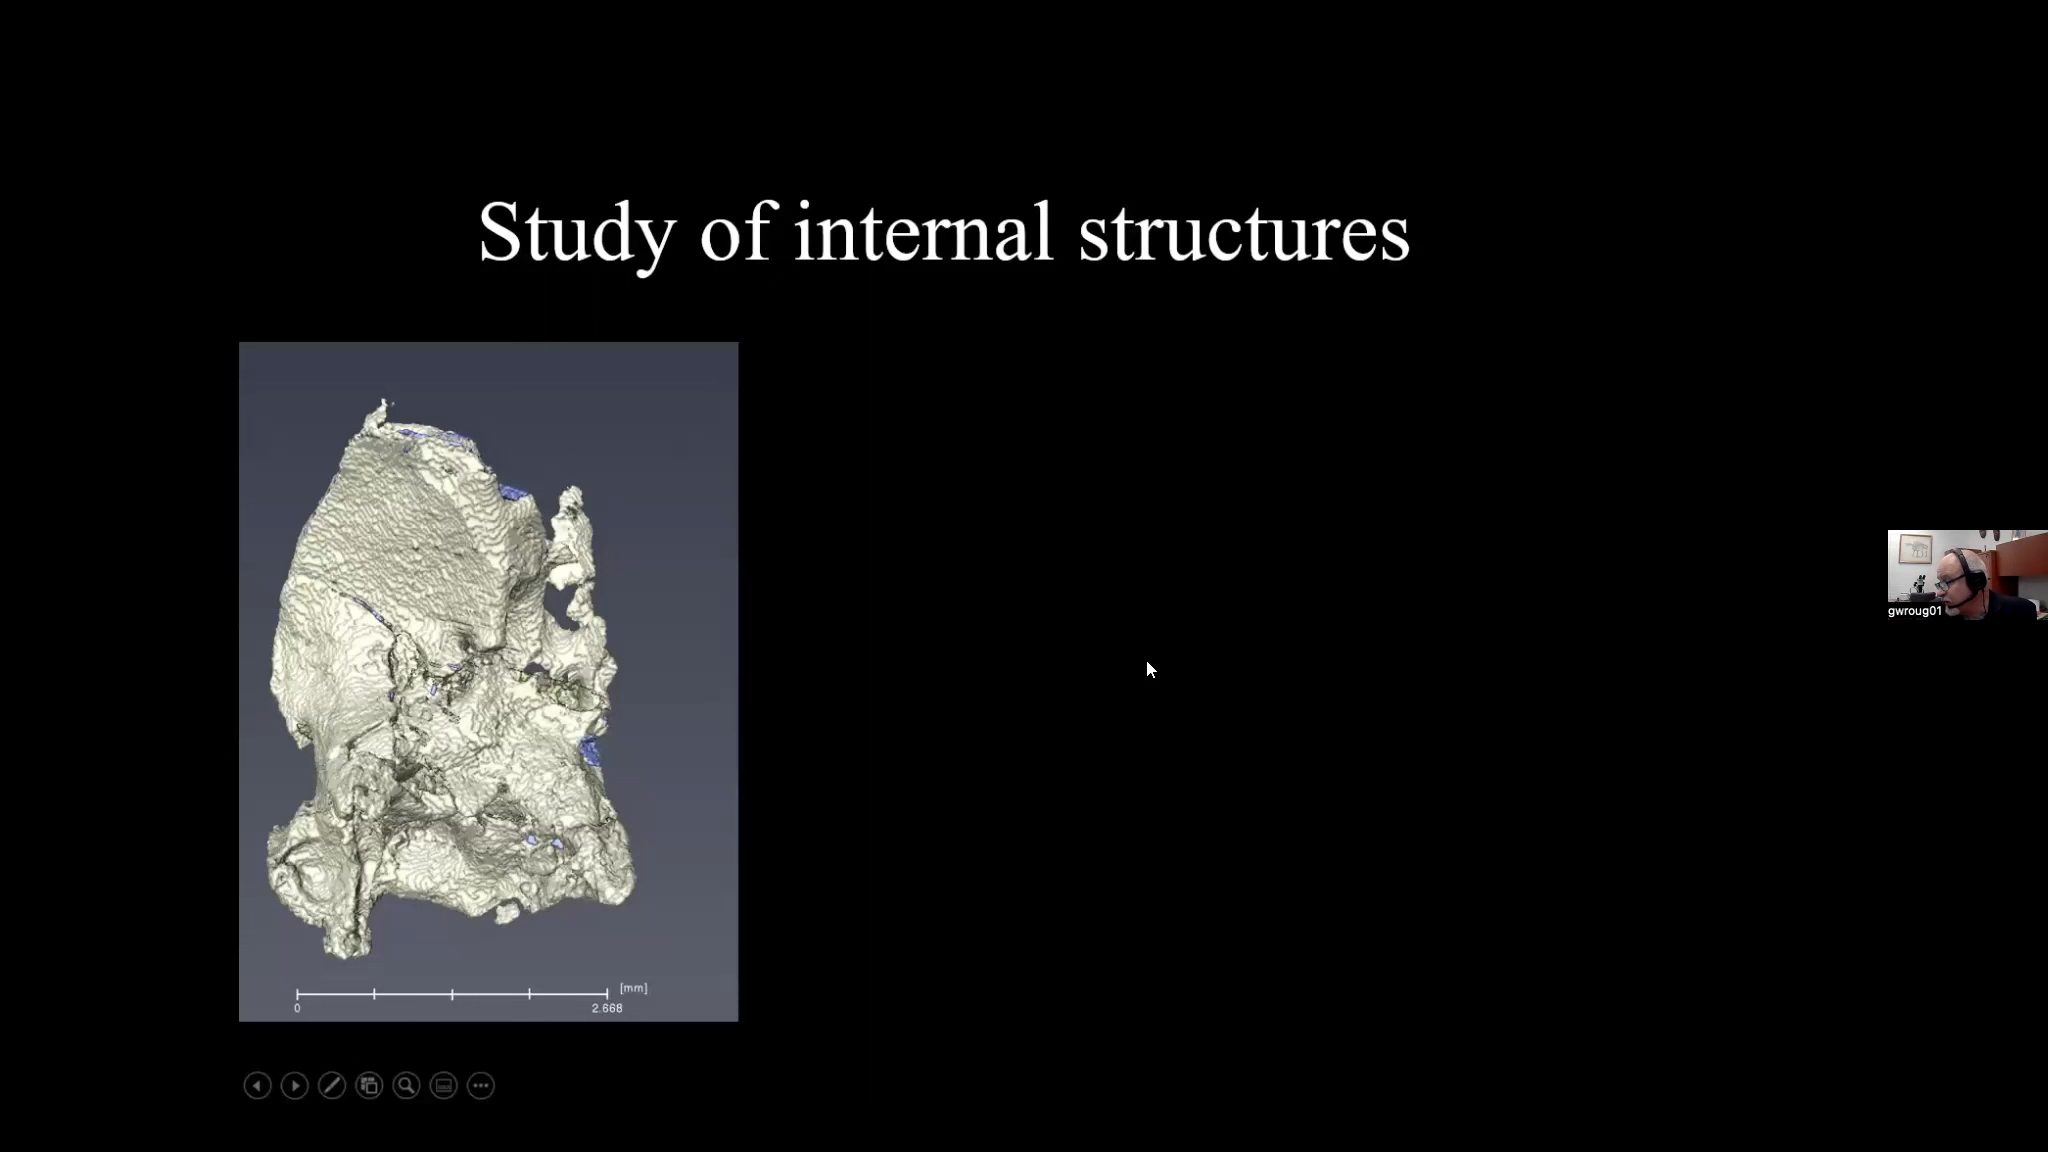 Study of internal structures
gwroug01
[mm]
0
2.668